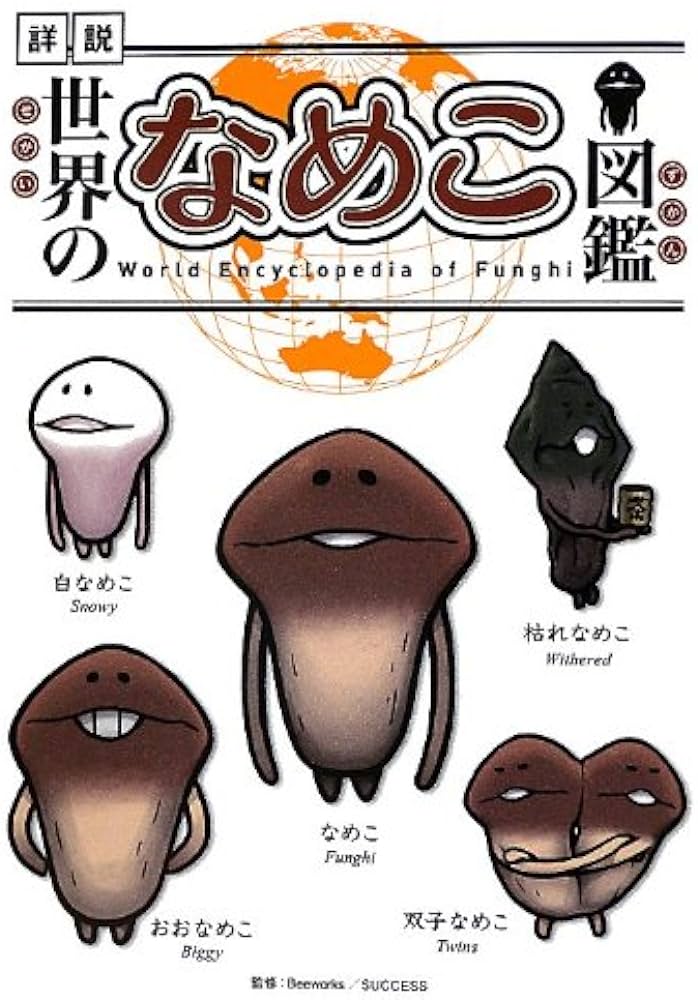 詳説
世界の
せかい
なめこ
図鑑
ずかん
World Encyclopedia of Funghi
白なめこ
Snowy
枯れなめこ
Withered
なめこ
Funghi
おおなめこ
Biggy
双子なめこ
Twins
監修：Beeworks／SUCCESS